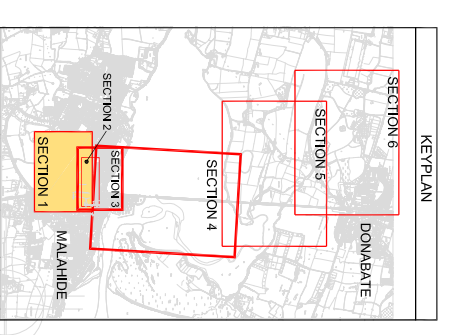 KEYPLAN
SECTION 6
DONABATE
SECTION 5
SECTION 4
SECTION 3
SECTION 2
SECTION 1
MALAHIDE